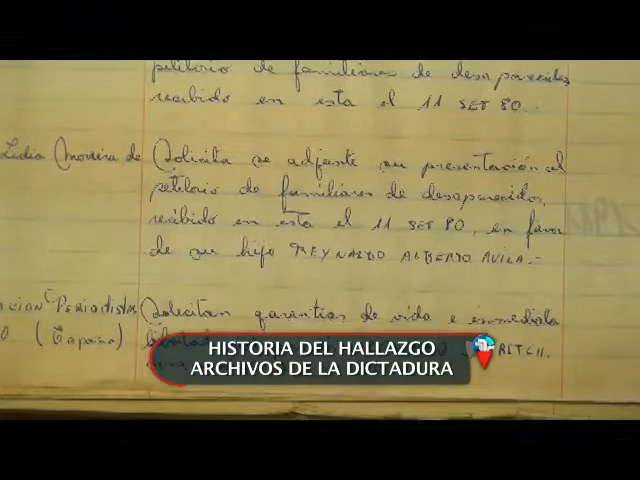 petitorio de familiares de desaparecidos
recibido en esta el 11 SET 80.-
Lidia Moreira de
Solicita se adjunte su presentación al
petitorio de familiares de desaparecidos,
recibido en esta el 11 SET 80, en favor
de su hijo REYNALDO ALBERTO AVILA.-
ACION PERIODISTAS
O (España)
Solicitan garantías de vida e inmediata
HISTORIA DEL HALLAZGO
ARCHIVOS DE LA DICTADURA